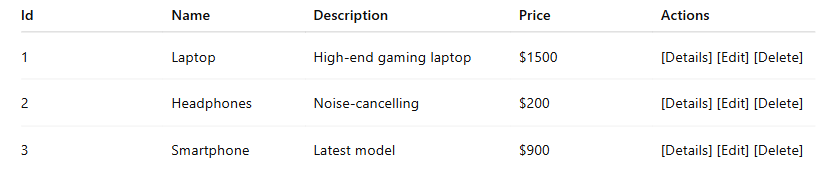 Id Name Description Price Actions
1 Laptop High-end gaming laptop $1500 [Details] [Edit] [Delete]
2 Headphones Noise-cancelling $200 [Details] [Edit] [Delete]
3 Smartphone Latest model $900 [Details] [Edit] [Delete]